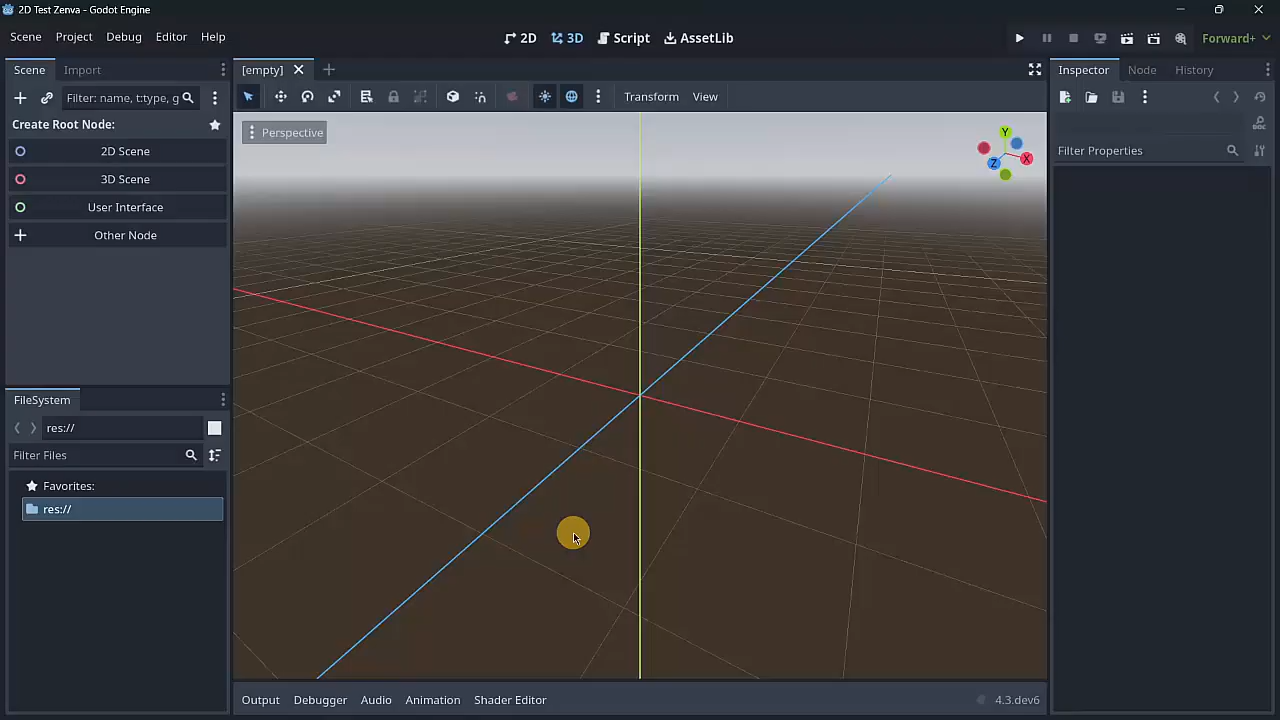 2D Test Zenva - Godot Engine
Scene Project Debug Editor Help
2D 3D Script AssetLib
Forward+
Scene Import
Filter: name, t:type, g
Create Root Node:
2D Scene
3D Scene
User Interface
Other Node
FileSystem
res://
Filter Files
Favorites:
res://
[empty]
Transform View
Perspective
Y
X
Z
Output Debugger Audio Animation Shader Editor
4.3.dev6
Inspector Node History
DOC
Filter Properties